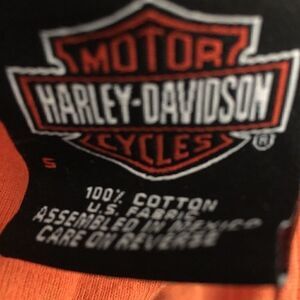 MOTOR
HARLEY-DAVIDSON
CYCLES
®
S
100% COTTON
U.S. FABRIC
ASSEMBLED IN MEXICO
CARE ON REVERSE